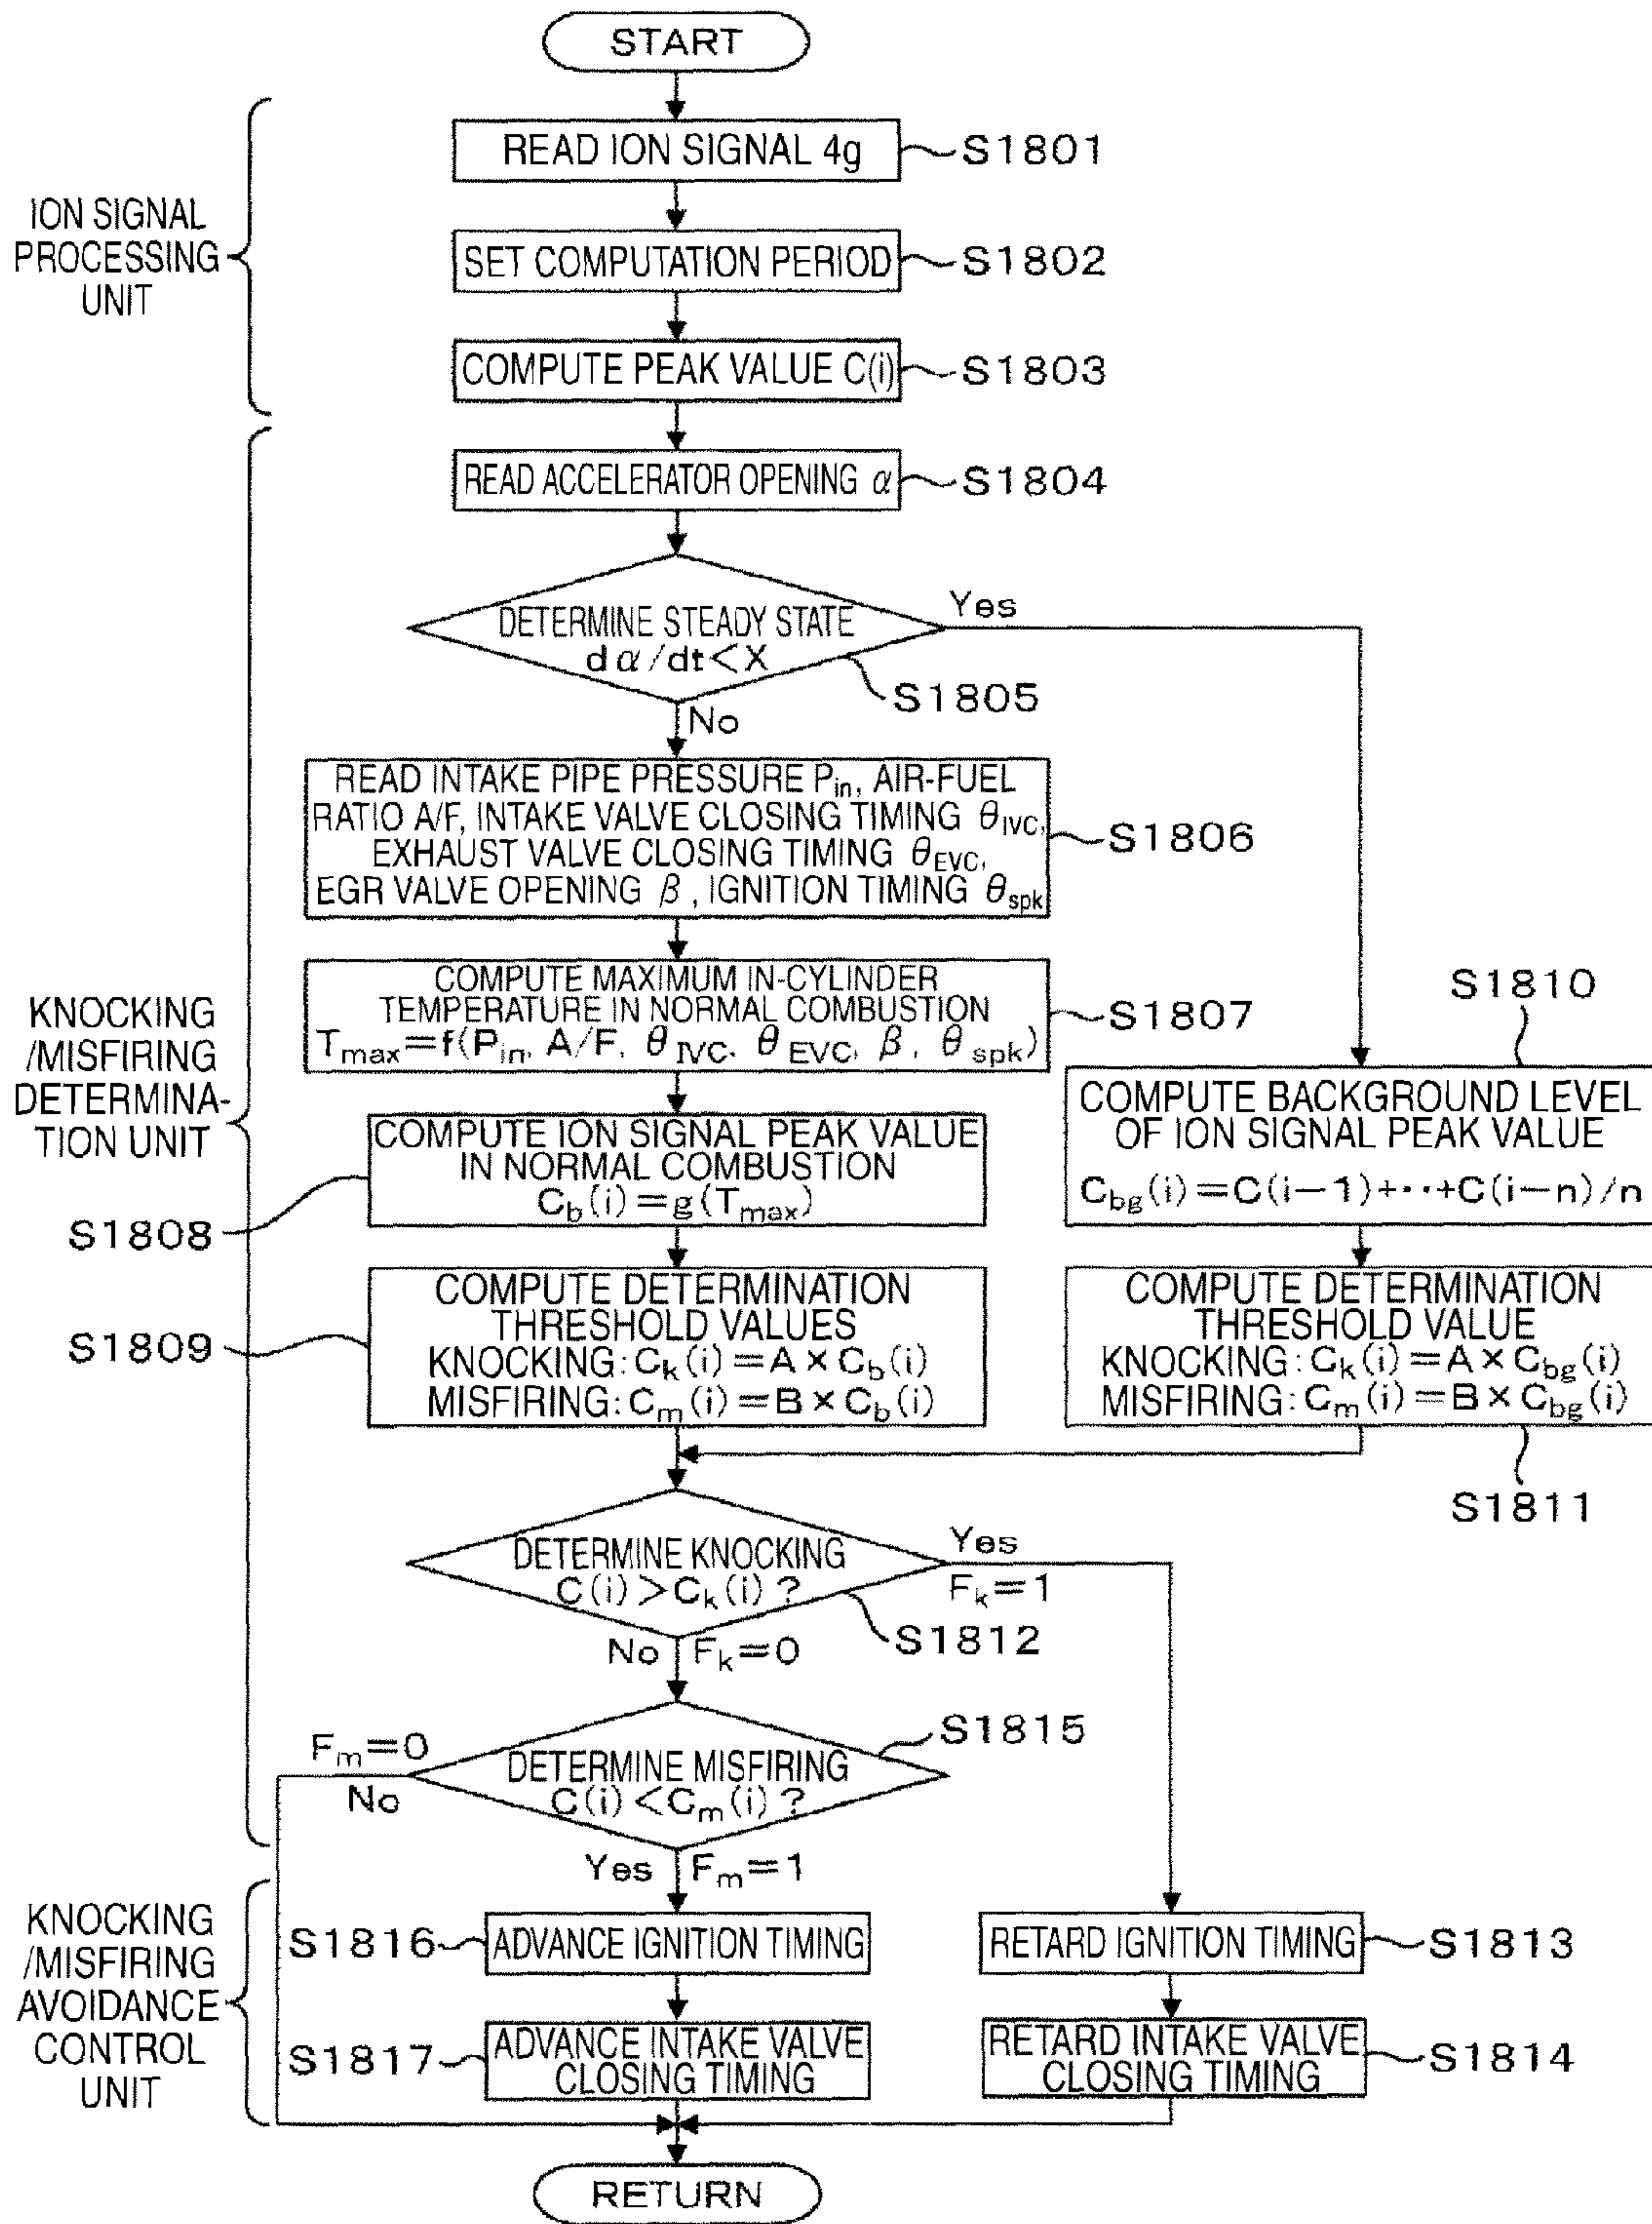 START
ION SIGNAL
PROCESSING
UNIT
READ ION SIGNAL 4g
S1801
SET COMPUTATION PERIOD
S1802
COMPUTE PEAK VALUE C(i)
S1803
READ ACCELERATOR OPENING α
S1804
DETERMINE STEADY STATE
dα/dt<X
Yes
S1805
No
READ INTAKE PIPE PRESSURE Pin, AIR-FUEL
RATIO A/F, INTAKE VALVE CLOSING TIMING θIVC,
EXHAUST VALVE CLOSING TIMING θEVC,
EGR VALVE OPENING β, IGNITION TIMING θspk
S1806
COMPUTE MAXIMUM IN-CYLINDER
TEMPERATURE IN NORMAL COMBUSTION
Tmax=f(Pin, A/F, θIVC, θEVC, β, θspk)
S1807
KNOCKING
/MISFIRING
DETERMINA-
TION UNIT
COMPUTE ION SIGNAL PEAK VALUE
IN NORMAL COMBUSTION
Cb(i)=g(Tmax)
S1808
S1810
COMPUTE BACKGROUND LEVEL
OF ION SIGNAL PEAK VALUE
Cbg(i)=C(i-1)+··+C(i-n)/n
COMPUTE DETERMINATION
THRESHOLD VALUES
KNOCKING:Ck(i)=A×Cb(i)
MISFIRING:Cm(i)=B×Cb(i)
S1809
COMPUTE DETERMINATION
THRESHOLD VALUE
KNOCKING:Ck(i)=A×Cbg(i)
MISFIRING:Cm(i)=B×Cbg(i)
S1811
DETERMINE KNOCKING
C(i)>Ck(i)?
Yes
Fk=1
S1812
No Fk=0
DETERMINE MISFIRING
C(i)<Cm(i)?
S1815
Fm=0
No
Yes Fm=1
KNOCKING
/MISFIRING
AVOIDANCE
CONTROL
UNIT
S1816
ADVANCE IGNITION TIMING
RETARD IGNITION TIMING
S1813
S1817
ADVANCE INTAKE VALVE
CLOSING TIMING
RETARD INTAKE VALVE
CLOSING TIMING
S1814
RETURN